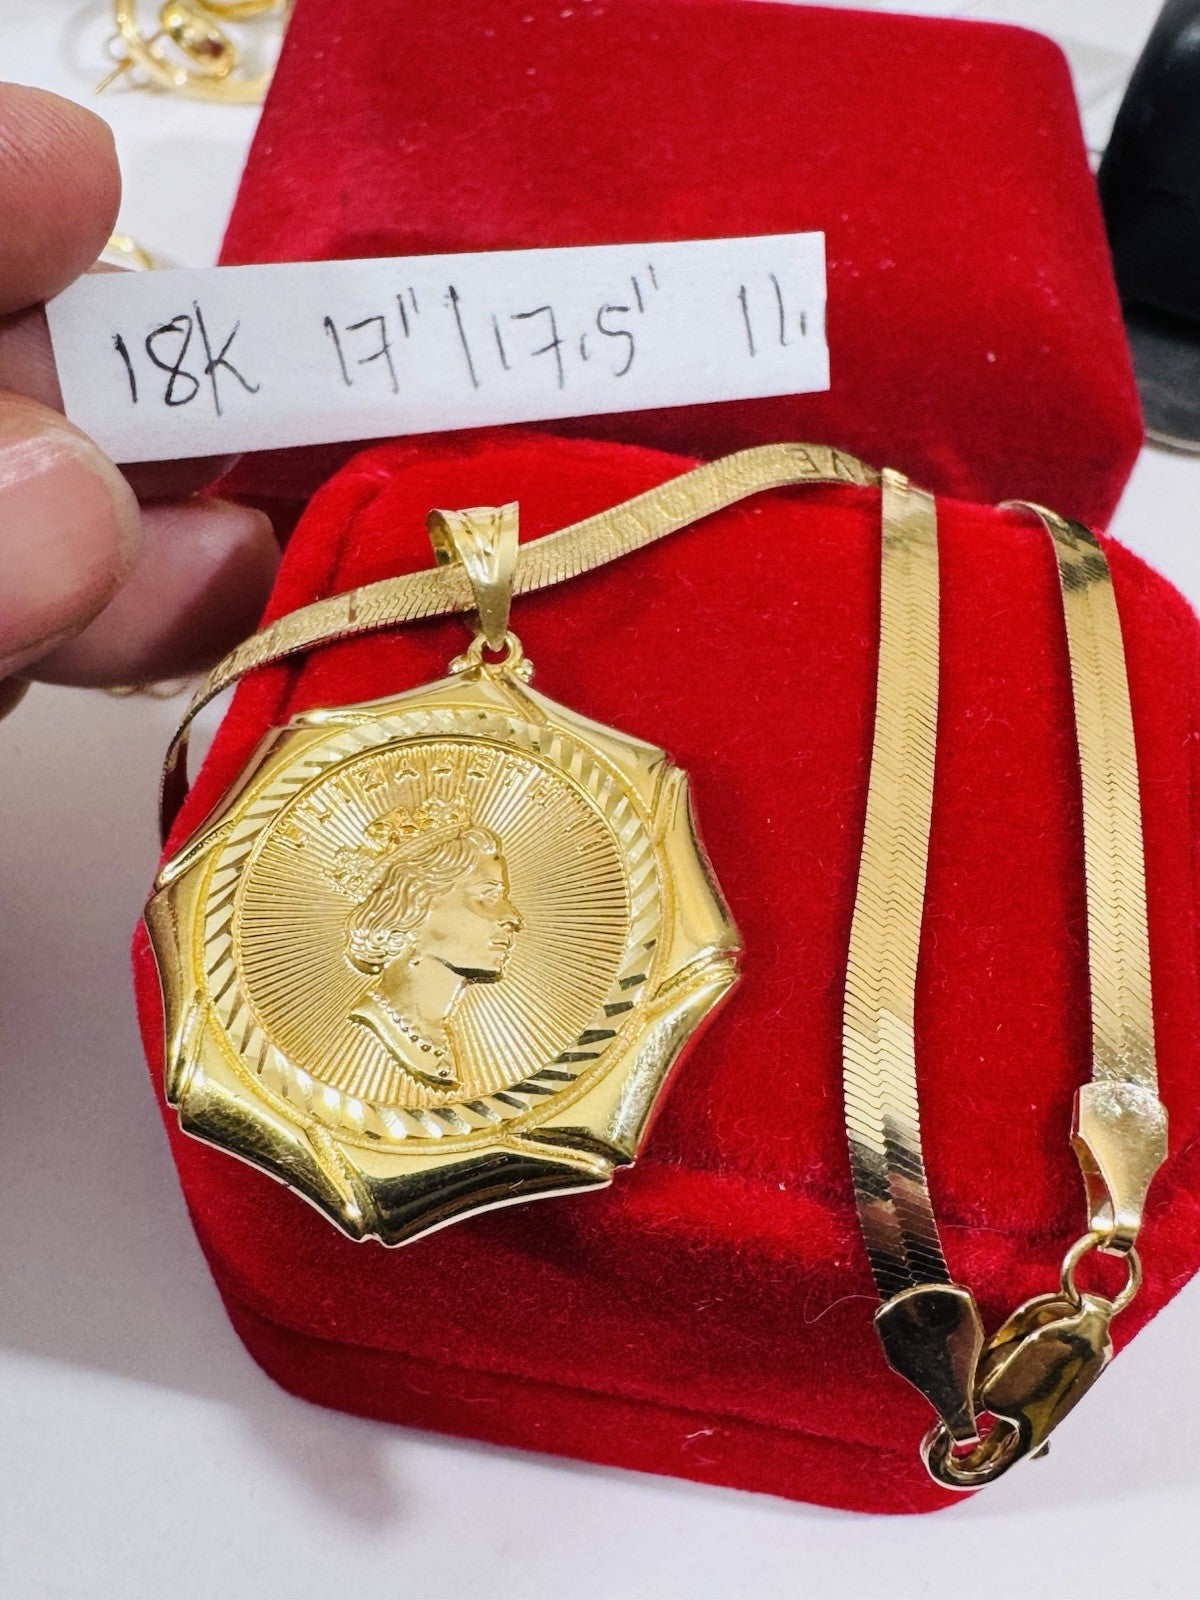 18k 17" / 17.5" 11.
ELIZABETH II